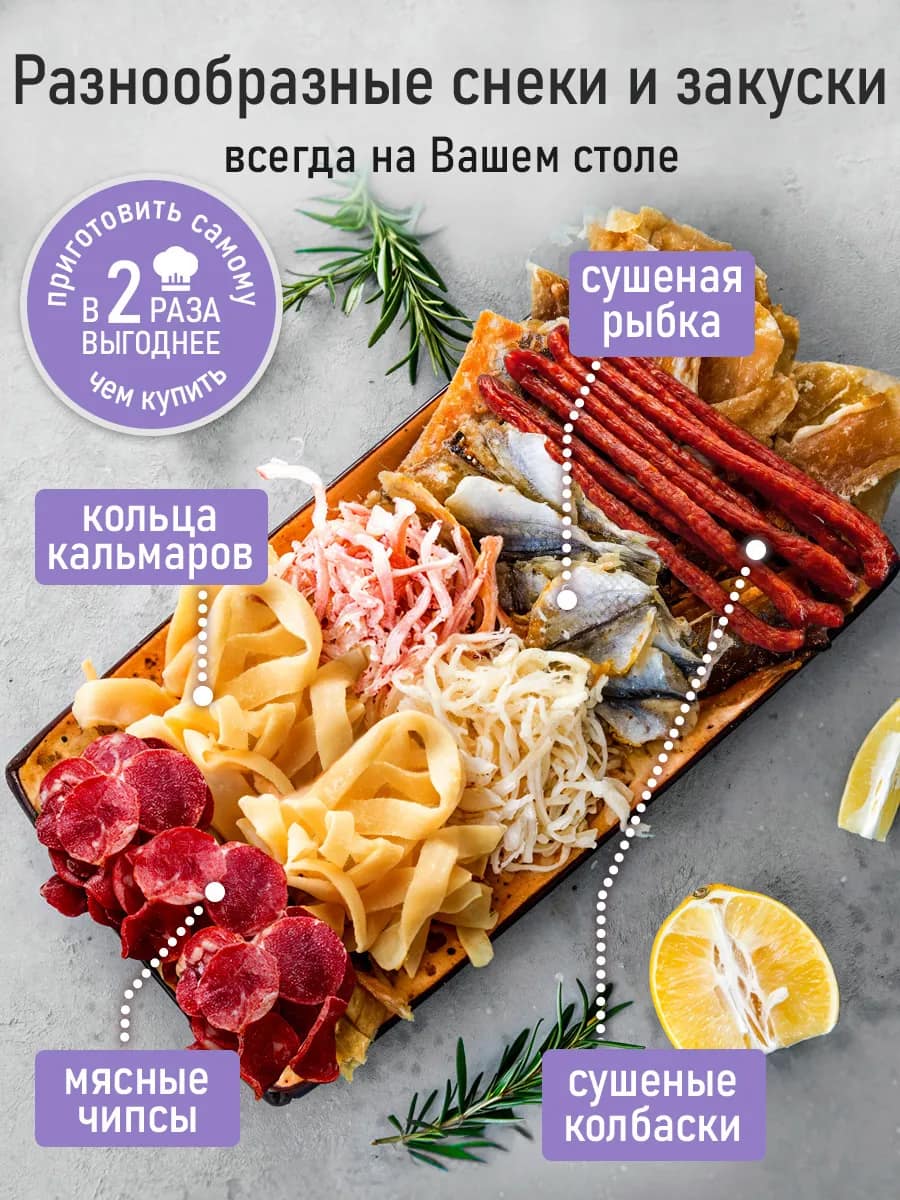 Разнообразные снеки и закуски
всегда на Вашем столе
приготовить самому
в 2 раза
выгоднее
чем купить
сушеная
рыбка
кольца
кальмаров
мясные
чипсы
сушеные
колбаски